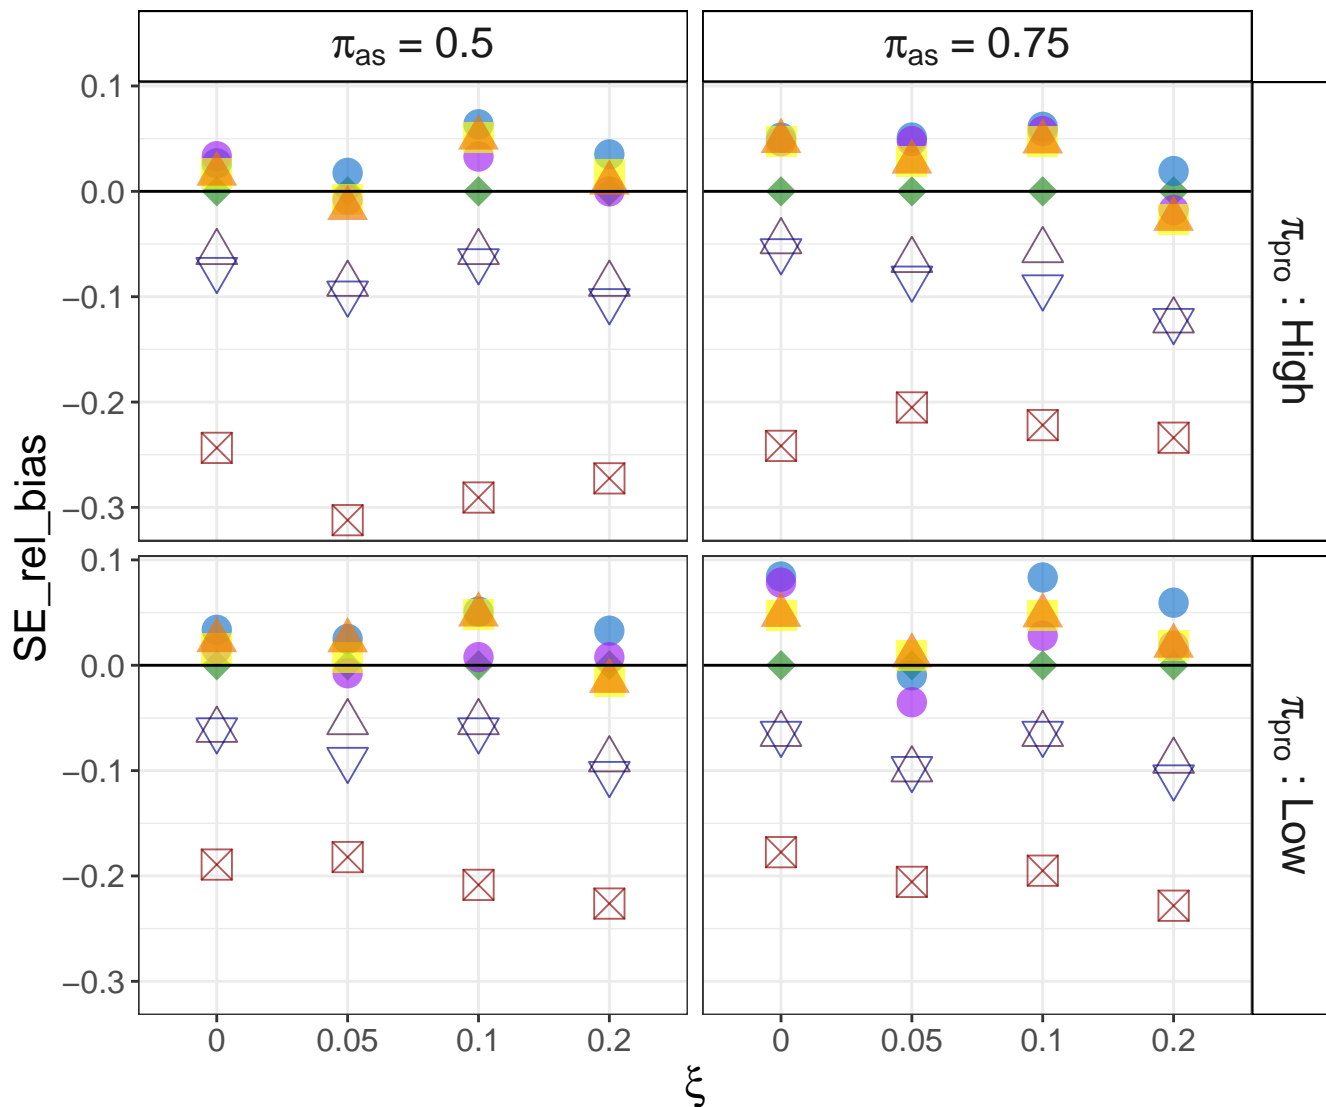 π_as = 0.5
π_as = 0.75
0.1
0.0
−0.1
−0.2
−0.3
π_pro : High
0.1
0.0
−0.1
−0.2
−0.3
π_pro : Low
SE_rel_bias
0 0.05 0.1 0.2
0 0.05 0.1 0.2
ξ